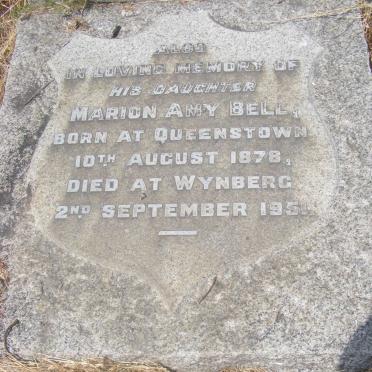 ALSO
IN LOVING MEMORY OF
HIS DAUGHTER
MARION AMY BELL,
BORN AT QUEENSTOWN
10TH AUGUST 1878,
DIED AT WYNBERG
2ND SEPTEMBER